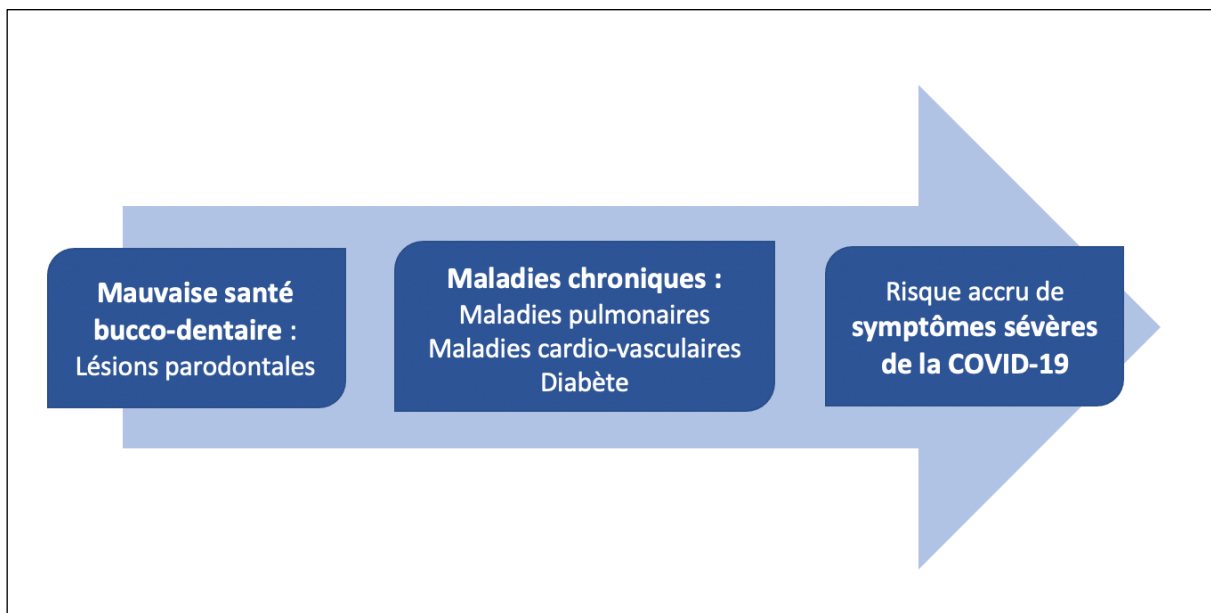 Mauvaise santé
bucco-dentaire :
Lésions parodontales
Maladies chroniques :
Maladies pulmonaires
Maladies cardio-vasculaires
Diabète
Risque accru de
symptômes sévères
de la COVID-19